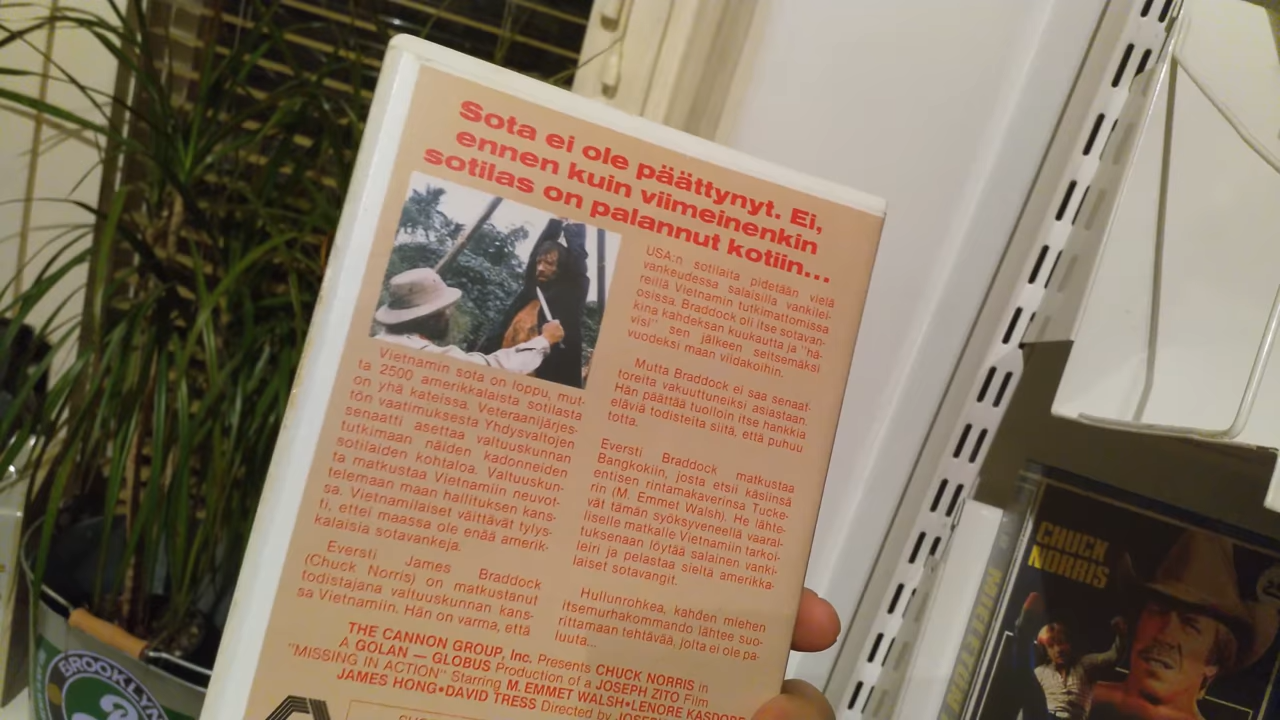 Sota ei ole päättynyt. Ei,
ennen kuin viimeinenkin
sotilas on palannut kotiin...
Vietnamin sota on loppu, mut-
ta 2500 amerikkalaista sotilasta
on yhä kateissa. Veteraanijärjes-
tön vaatimuksesta Yhdysvaltojen
senaatti asettaa valtuuskunnan
tutkimaan näiden kadonneiden
sotilaiden kohtaloa. Valtuuskun-
ta matkustaa Vietnamiin neuvot-
telemaan maan hallituksen kans-
sa. Vietnamilaiset väittävät tylys-
ti, ettei maassa ole enää amerik-
kalaisia sotavankeja.
Eversti James Braddock
(Chuck Norris) on matkustanut
todistajana valtuuskunnan kans-
sa Vietnamiin. Hän on varma, että
USA:n sotilaita pidetään vielä
vankeudessa salaisilla vankilei-
reillä Vietnamin tutkimattomissa
osissa. Braddock oli itse sotavan-
kina kahdeksan kuukautta ja "hä-
visi" sen jälkeen seitsemäksi
vuodeksi maan viidakoihin.
Mutta Braddock ei saa senaat-
toreita vakuuttuneiksi asiastaan.
Hän päättää tuolloin itse hankkia
eläviä todisteita siitä, että puhuu
totta.
Eversti Braddock matkustaa
Bangkokiin, josta etsii käsiinsä
entisen rintamakaverinsa Tucke-
rin (M. Emmet Walsh). He lähte-
vät tämän syöksyveneellä vaaral-
liselle matkalle Vietnamiin tarkoi-
tuksenaan löytää salainen vanki-
leiri ja pelastaa sieltä amerikka-
laiset sotavangit.
Hullunrohkea, kahden miehen
itsemurhakommando lähtee suo-
rittamaan tehtävää, jolta ei ole pa-
luuta...
THE CANNON GROUP, Inc. Presents CHUCK NORRIS in
A GOLAN — GLOBUS Production of a JOSEPH ZITO Film
"MISSING IN ACTION" Starring M. EMMET WALSH•LENORE KASDORF
JAMES HONG•DAVID TRESS Directed by JOSEPH
BROOKLYN
CHUCK
NORRIS